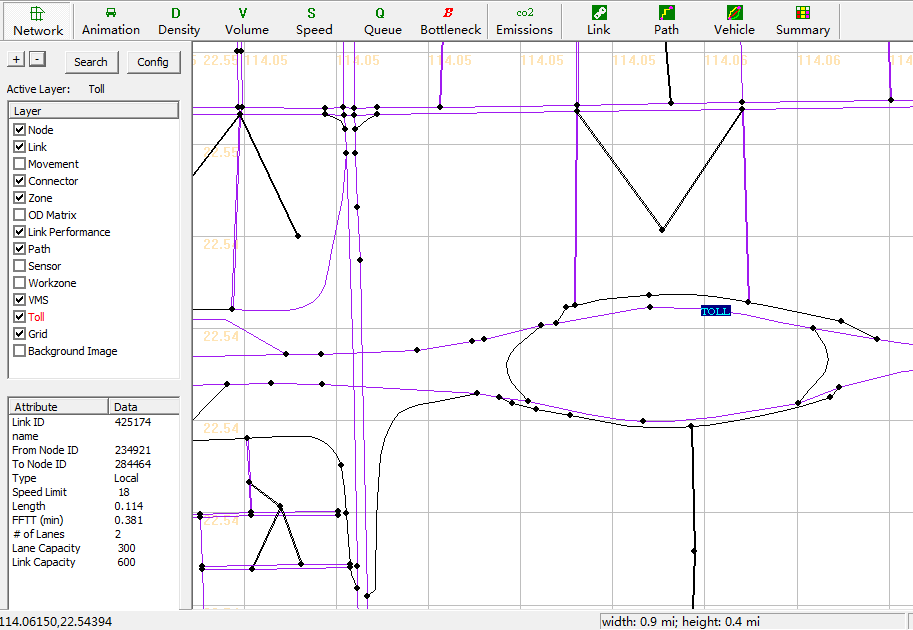 D V S Q B co2
Network Animation Density Volume Speed Queue Bottleneck Emissions Link Path Vehicle Summary
+ - Search Config
Active Layer: Toll
Layer
Node
Link
Movement
Connector
Zone
OD Matrix
Link Performance
Path
Sensor
Workzone
VMS
Toll
Grid
Background Image
Attribute Data
Link ID 425174
name
From Node ID 234921
To Node ID 284464
Type Local
Speed Limit 18
Length 0.114
FFTT (min) 0.381
# of Lanes 2
Lane Capacity 300
Link Capacity 600
22.55 114.05 114.05 114.05 114.05 114.06 114.06 114
22.55
22.54
TOLL
22.54
22.54
22.54
114.06150,22.54394 width: 0.9 mi; height: 0.4 mi